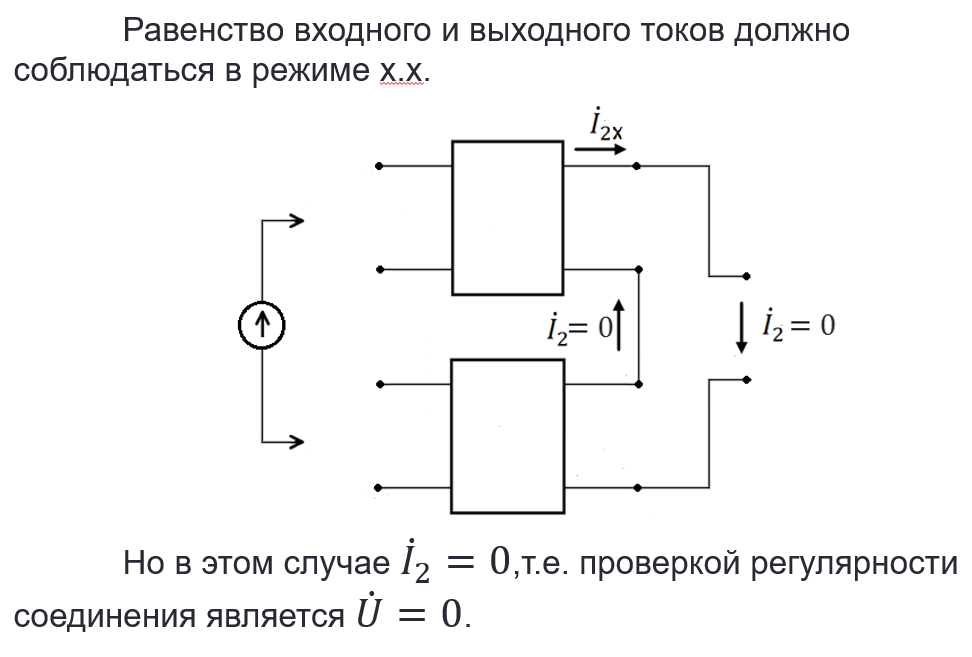 Равенство входного и выходного токов должно
соблюдаться в режиме х.х.
İ₂ₓ
İ₂= 0
İ₂ = 0
Но в этом случае İ₂ = 0,т.е. проверкой регулярности
соединения является U̇ = 0.